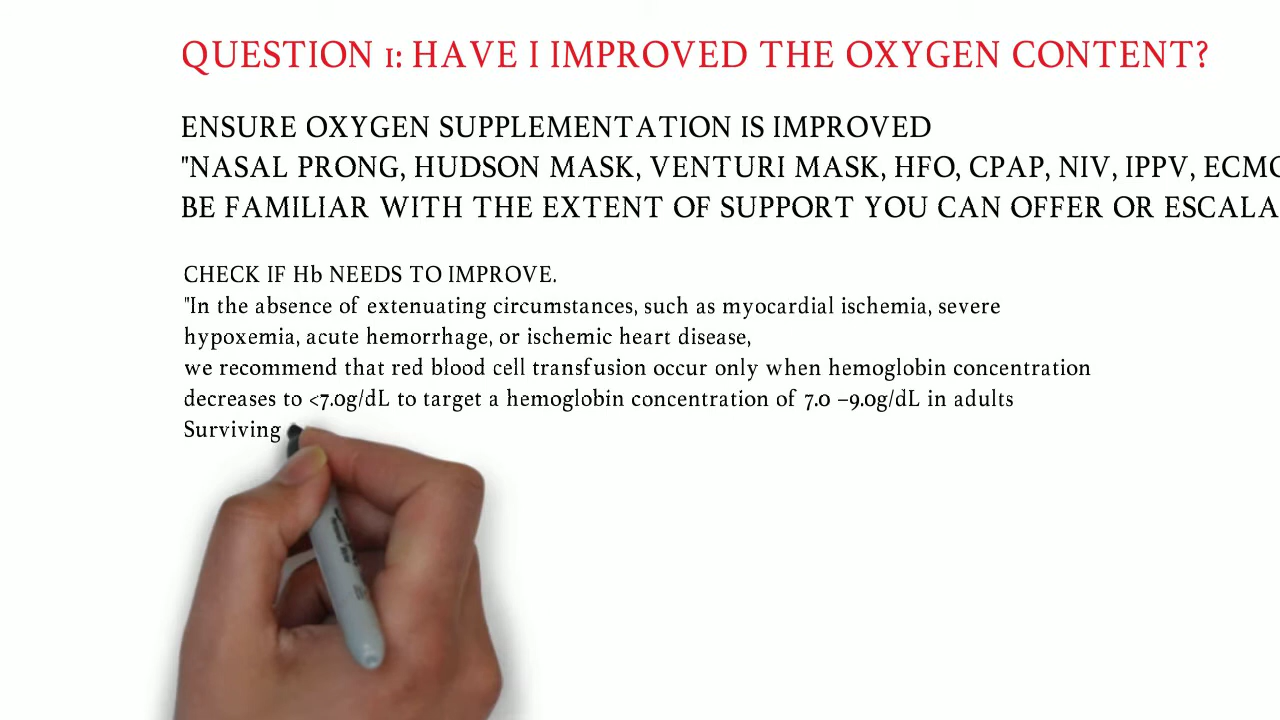 QUESTION 1: HAVE I IMPROVED THE OXYGEN CONTENT?
ENSURE OXYGEN SUPPLEMENTATION IS IMPROVED
"NASAL PRONG, HUDSON MASK, VENTURI MASK, HFO, CPAP, NIV, IPPV, ECMO
BE FAMILIAR WITH THE EXTENT OF SUPPORT YOU CAN OFFER OR ESCALA
CHECK IF Hb NEEDS TO IMPROVE.
"In the absence of extenuating circumstances, such as myocardial ischemia, severe
hypoxemia, acute hemorrhage, or ischemic heart disease,
we recommend that red blood cell transfusion occur only when hemoglobin concentration
decreases to <7.0g/dL to target a hemoglobin concentration of 7.0 –9.0g/dL in adults
Surviving